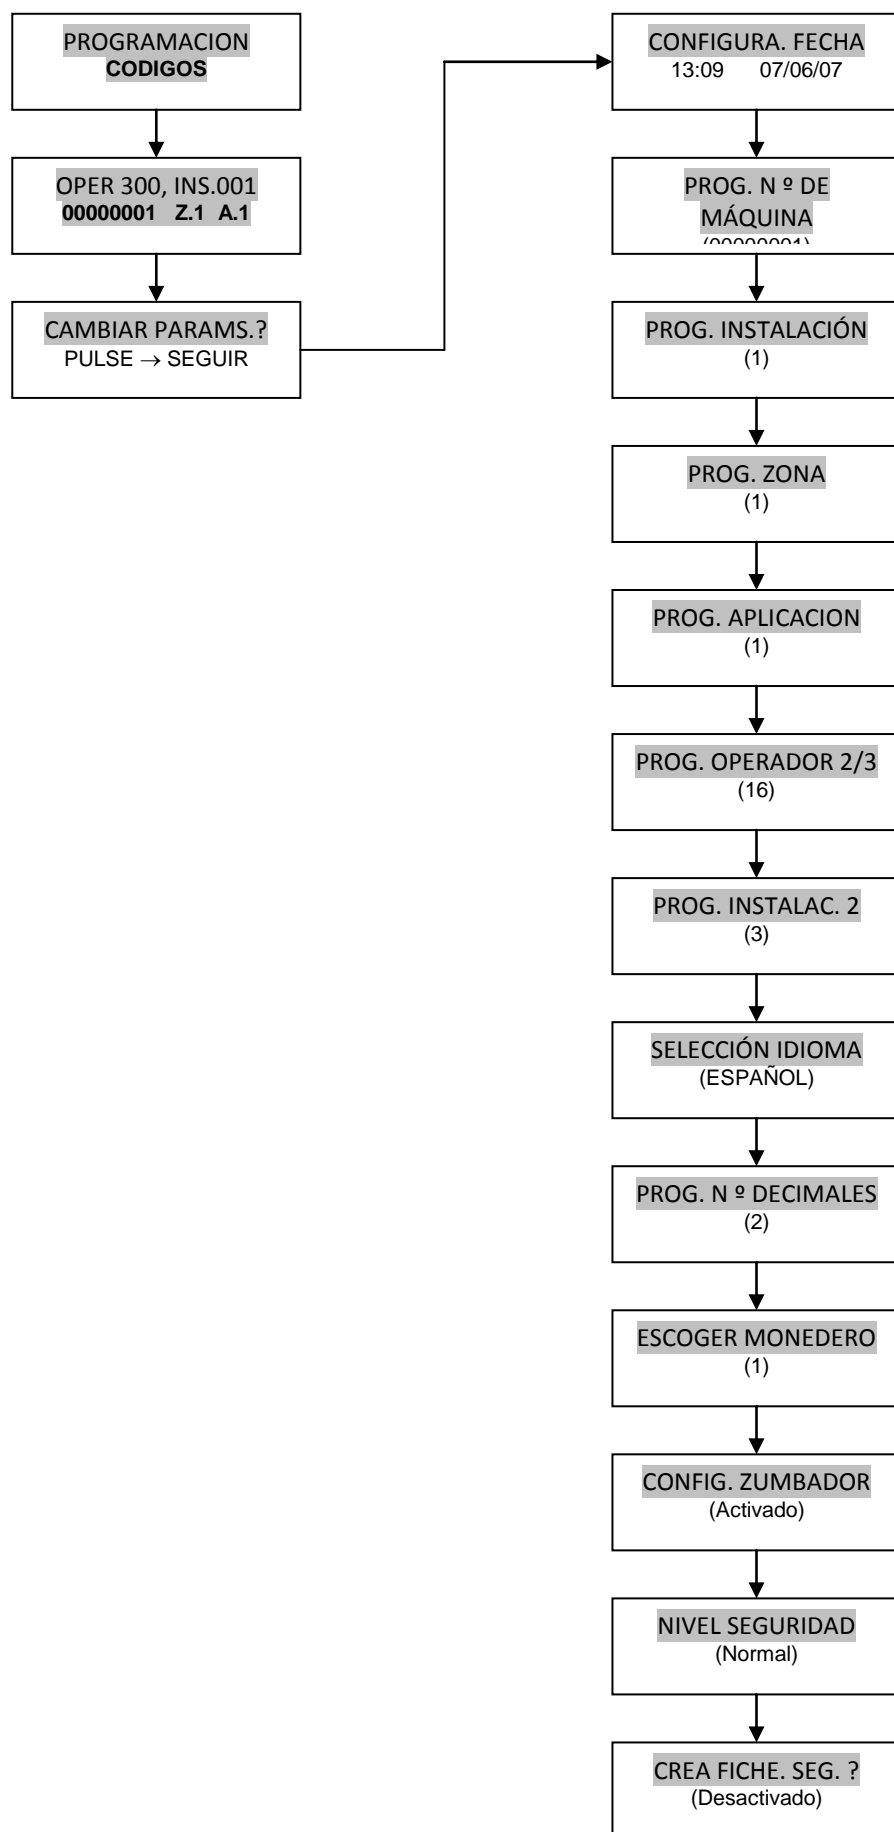 PROGRAMACION
CODIGOS
OPER 300, INS.001
00000001 Z.1 A.1
CAMBIAR PARAMS.?
PULSE → SEGUIR
CONFIGURA. FECHA
13:09 07/06/07
PROG. N º DE
MÁQUINA
(00000001)
PROG. INSTALACIÓN
(1)
PROG. ZONA
(1)
PROG. APLICACION
(1)
PROG. OPERADOR 2/3
(16)
PROG. INSTALAC. 2
(3)
SELECCIÓN IDIOMA
(ESPAÑOL)
PROG. N º DECIMALES
(2)
ESCOGER MONEDERO
(1)
CONFIG. ZUMBADOR
(Activado)
NIVEL SEGURIDAD
(Normal)
CREA FICHE. SEG. ?
(Desactivado)